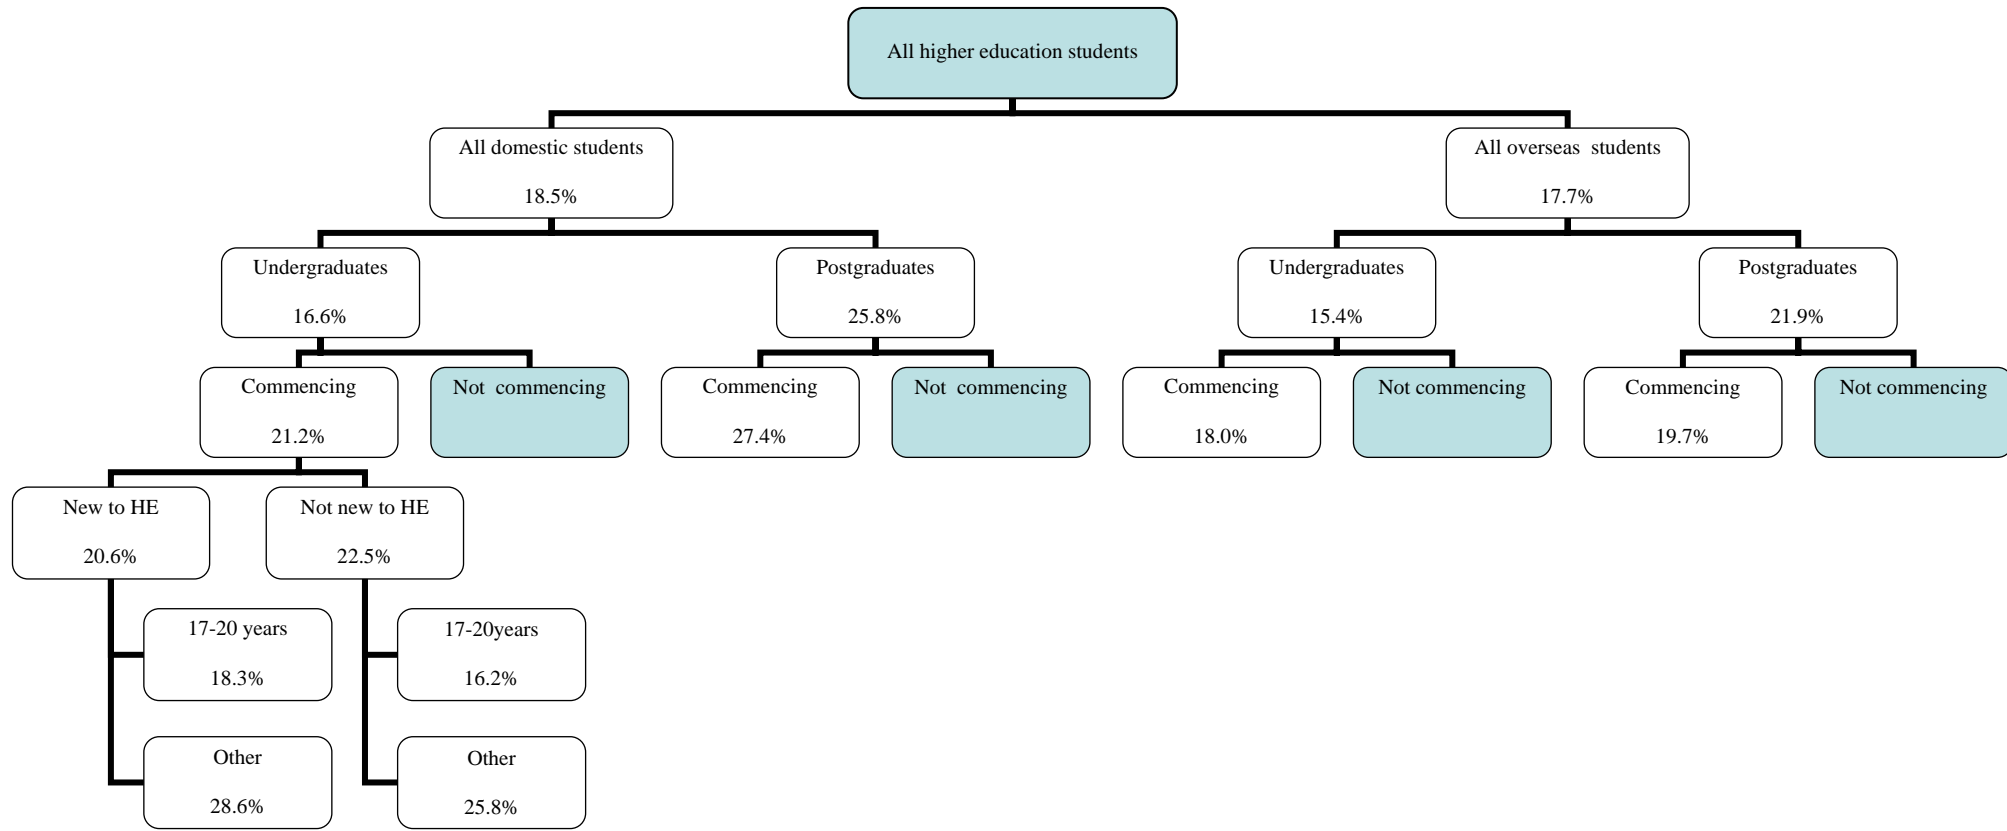 All higher education students
All domestic students
18.5%
All overseas  students
17.7%
Undergraduates
16.6%
Postgraduates
25.8%
Undergraduates
15.4%
Postgraduates
21.9%
Commencing
21.2%
Not  commencing
Commencing
27.4%
Not  commencing
Commencing
18.0%
Not commencing
Commencing
19.7%
Not commencing
New to HE
20.6%
Not new to HE
22.5%
17-20 years
18.3%
17-20years
16.2%
Other
28.6%
Other
25.8%